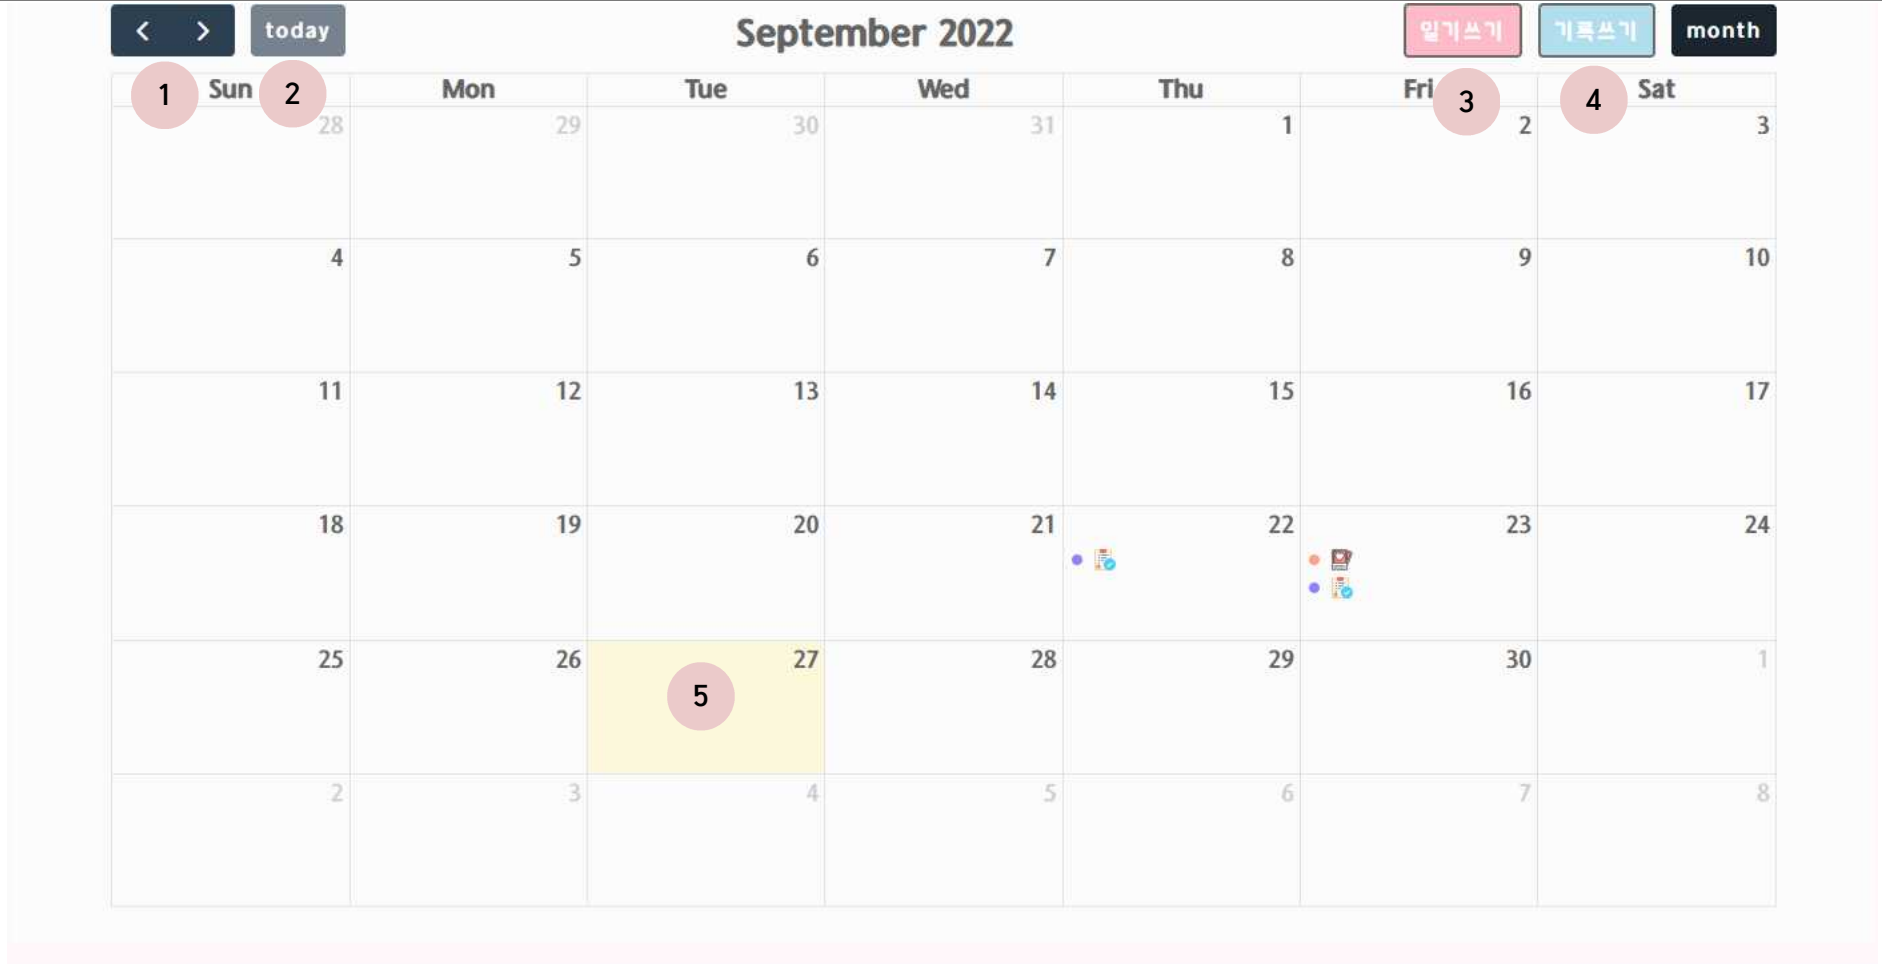 < > today September 2022 일기쓰기 기록쓰기 month
1 2 3 4
Sun Mon Tue Wed Thu Fri Sat
28 29 30 31 1 2 3
4 5 6 7 8 9 10
11 12 13 14 15 16 17
18 19 20 21 22 23 24
25 26 27 28 29 30 1
5
2 3 4 5 6 7 8